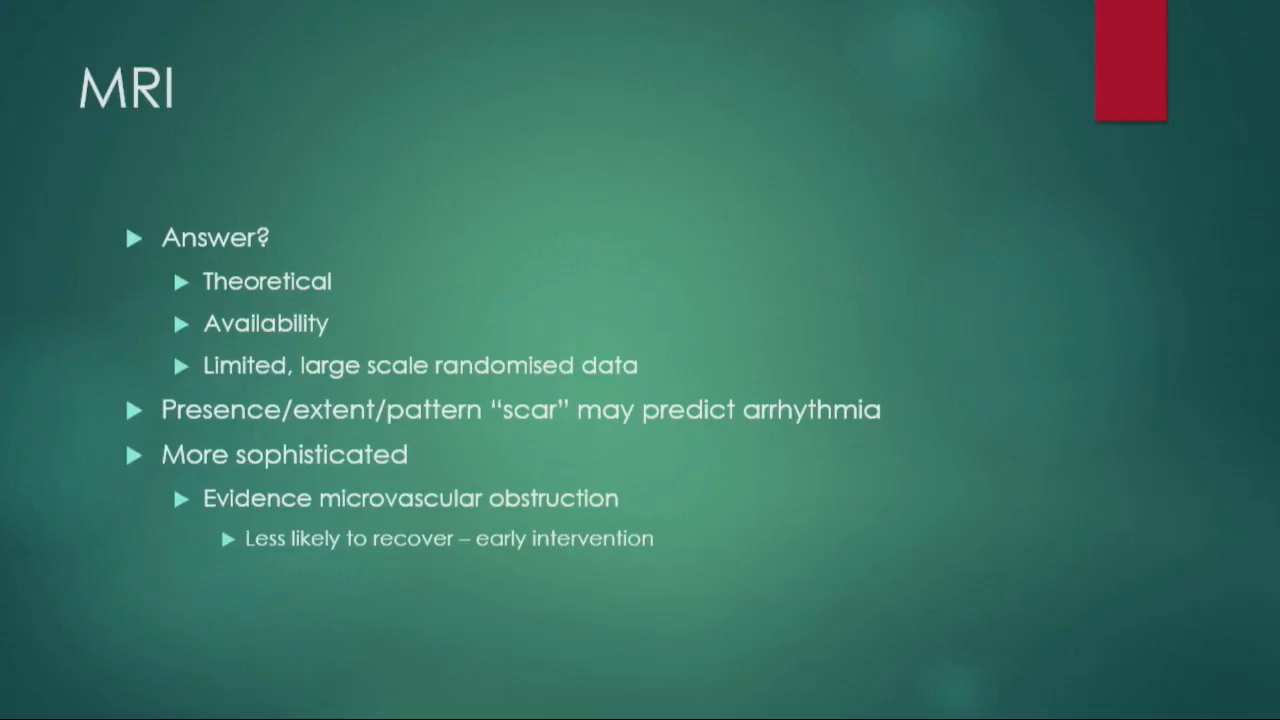 MRI
Answer?
Theoretical
Availability
Limited, large scale randomised data
Presence/extent/pattern “scar” may predict arrhythmia
More sophisticated
Evidence microvascular obstruction
Less likely to recover – early intervention